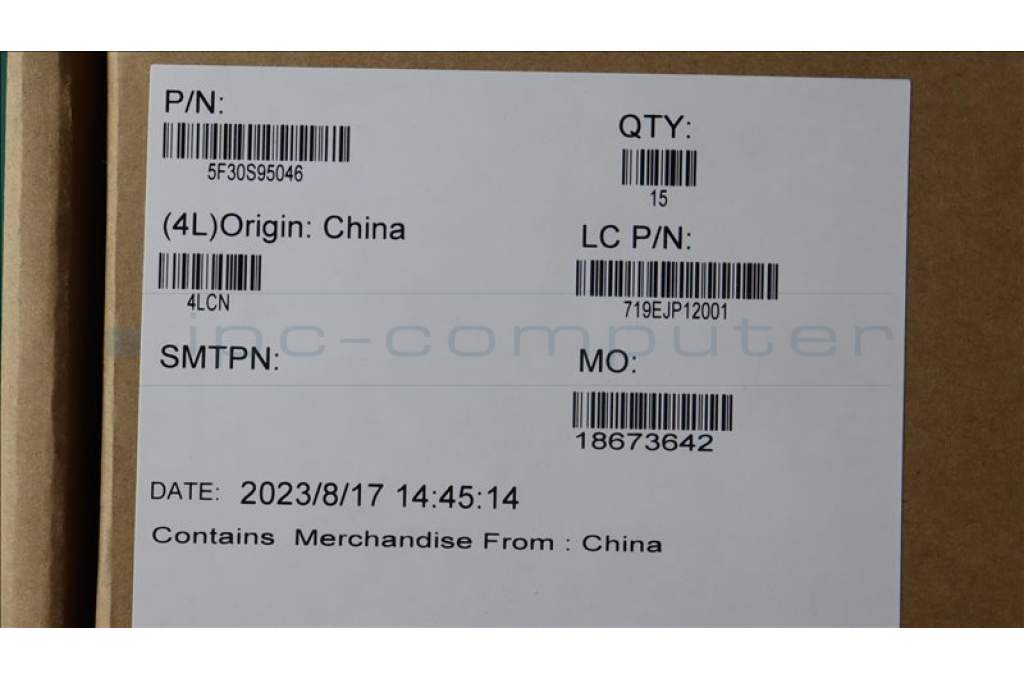 P/N:
5F30S95046
QTY:
15
(4L)Origin: China
4LCN
LC P/N:
719EJP12001
inc-computer
SMTPN:
MO:
18673642
DATE: 2023/8/17 14:45:14
Contains Merchandise From : China